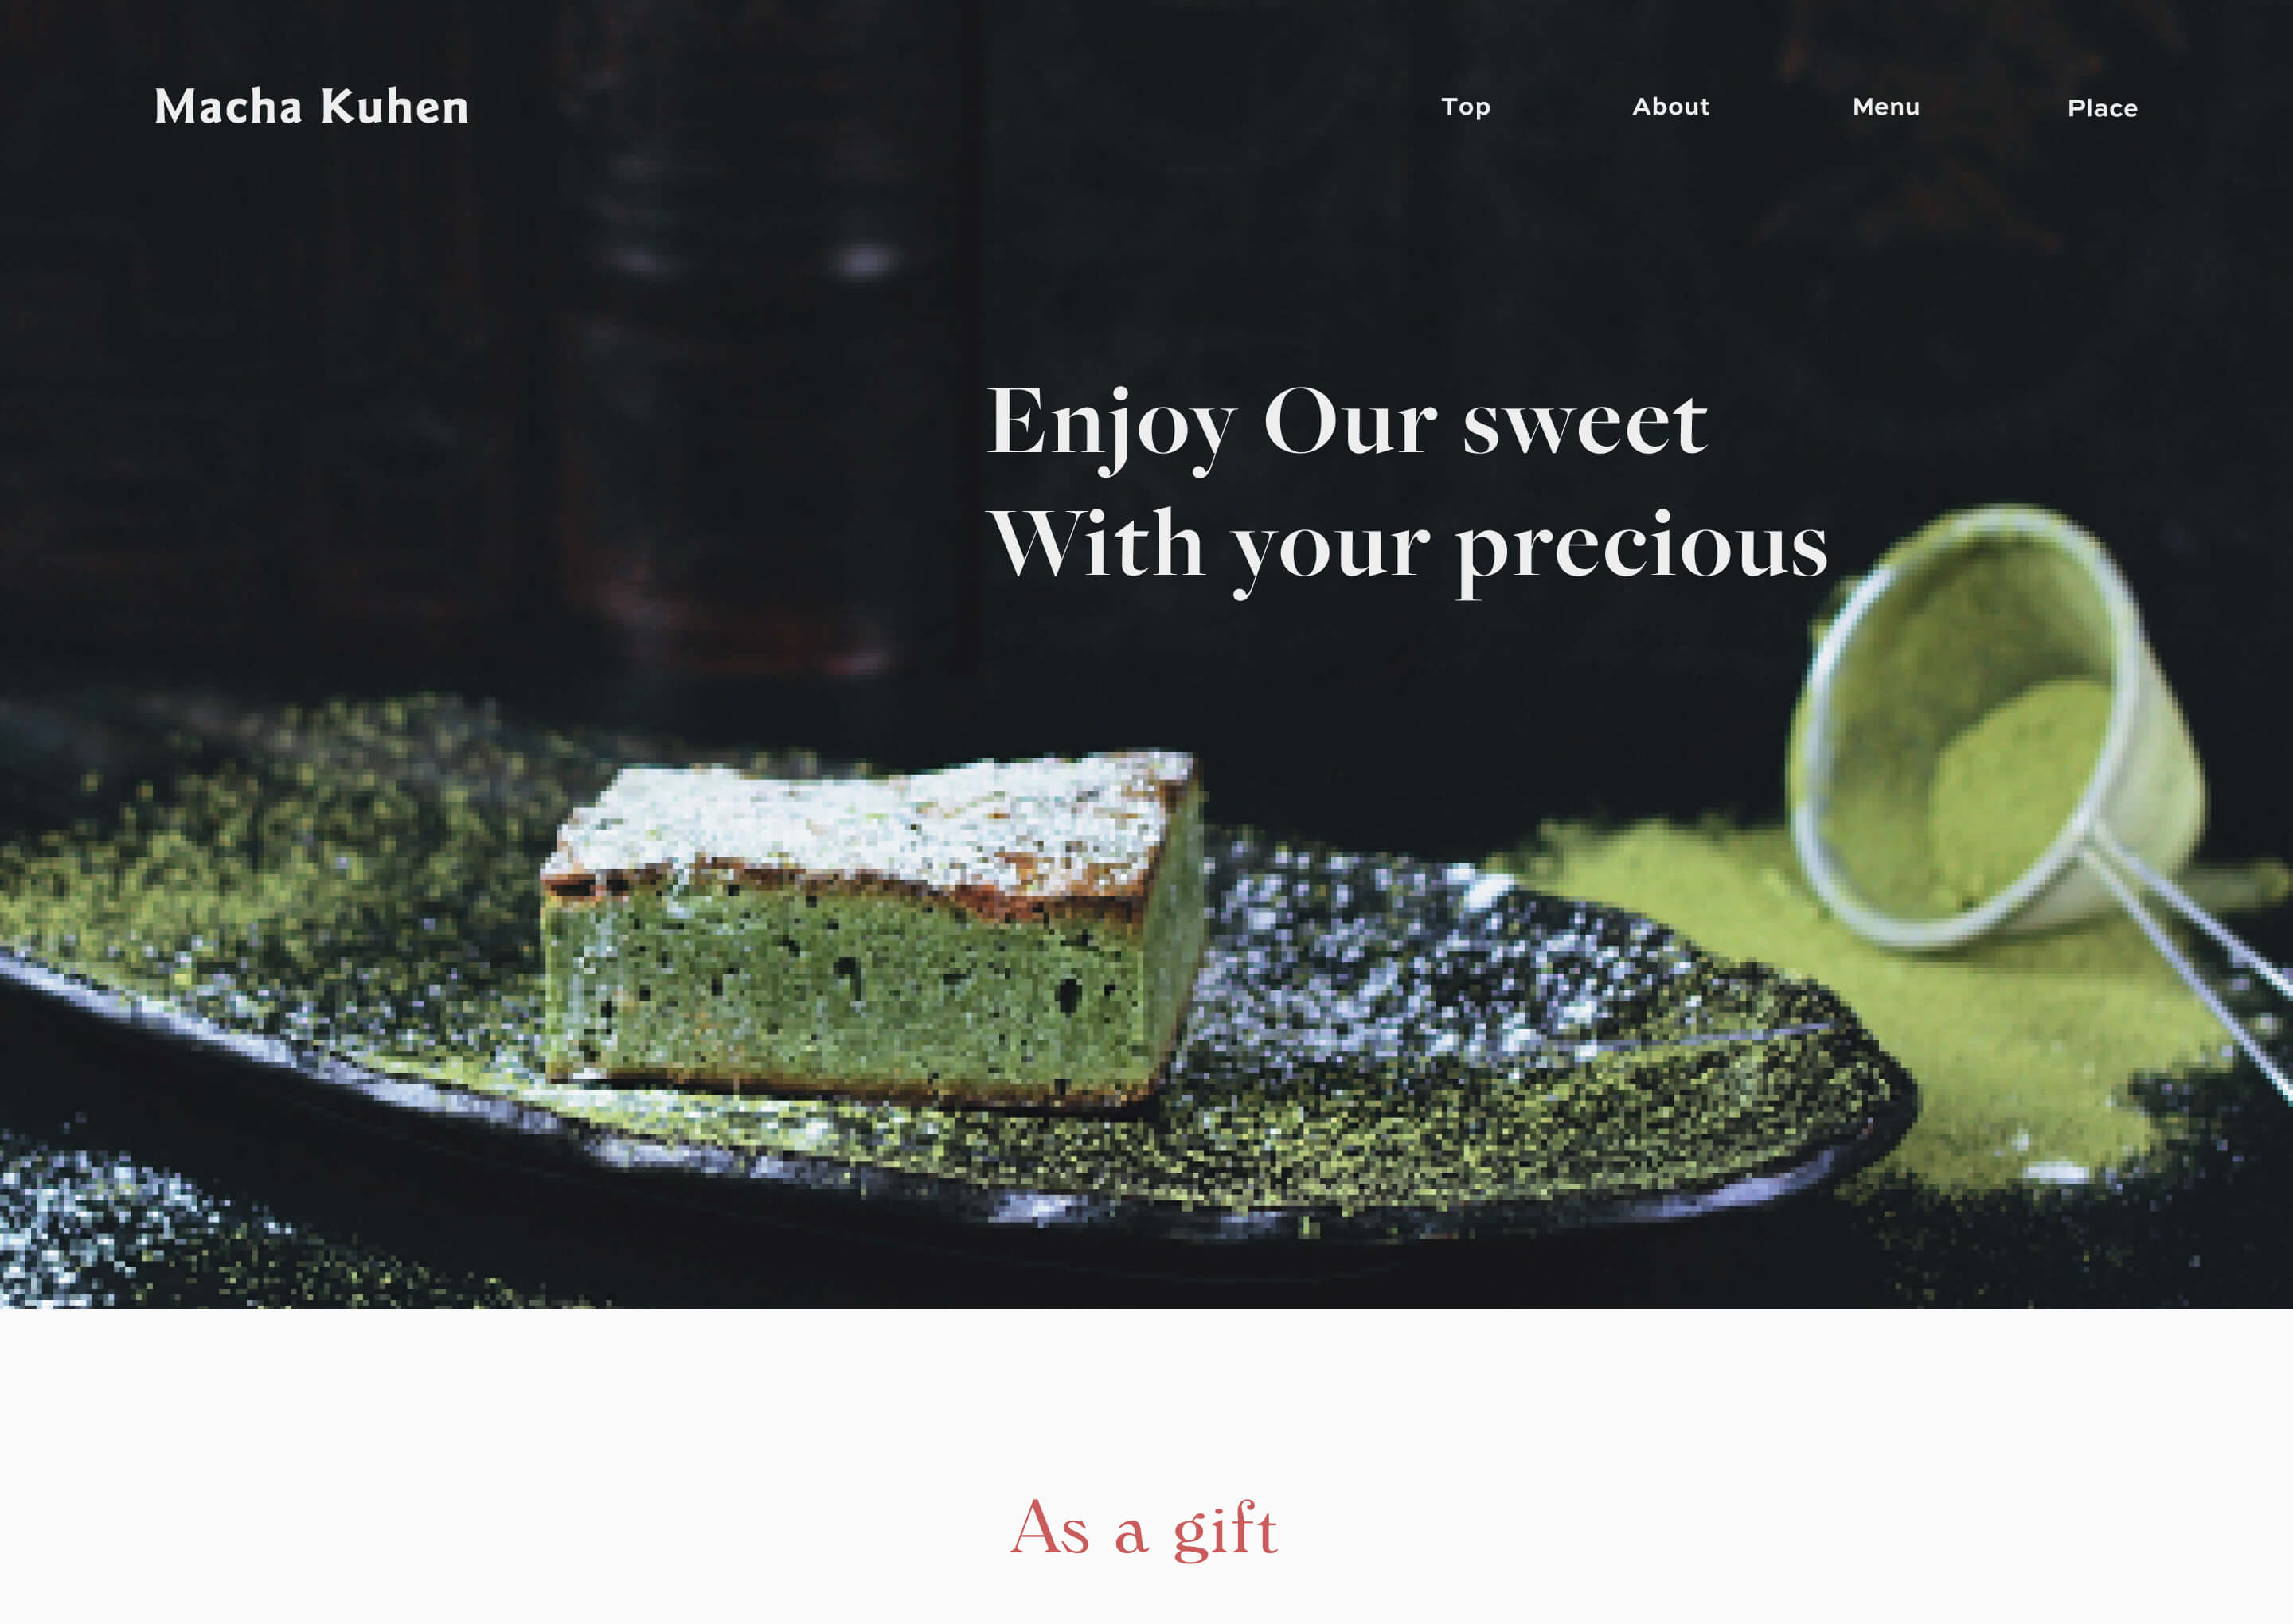 Macha Kuhen
Top
About
Menu
Place
Enjoy Our sweet
With your precious
As a gift